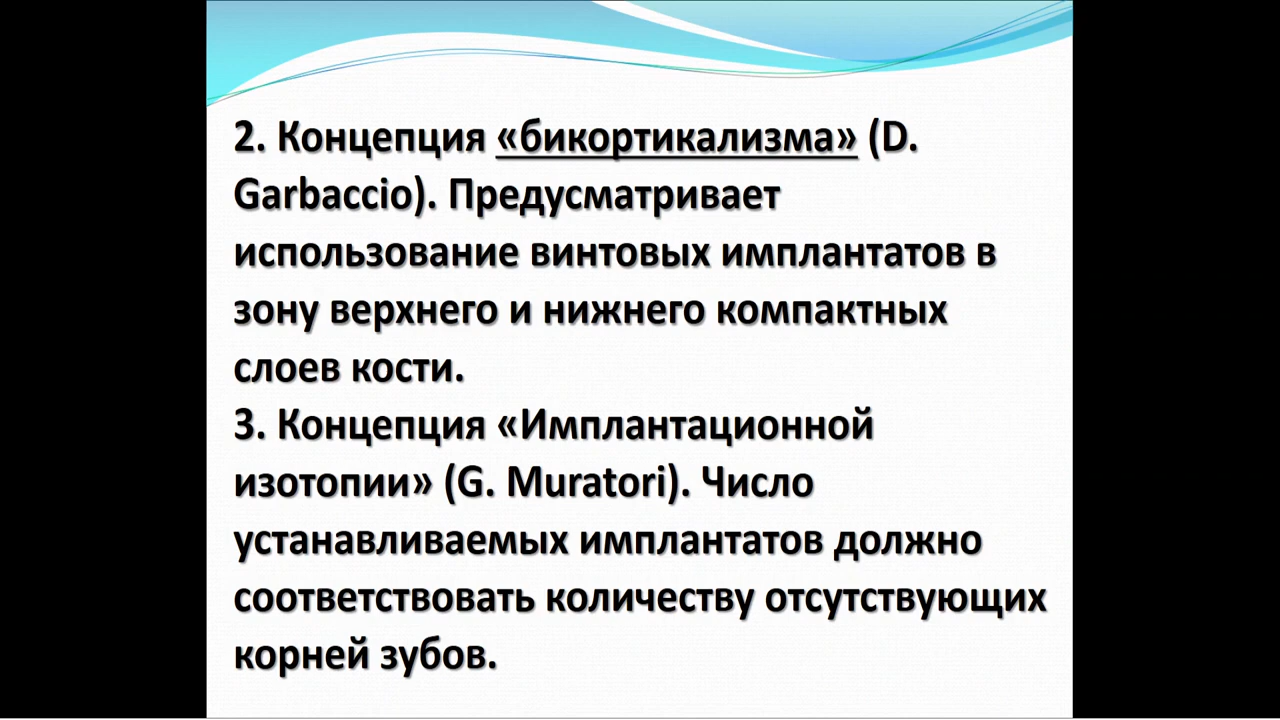 2. Концепция «бикортикализма» (D.
Garbaccio). Предусматривает
использование винтовых имплантатов в
зону верхнего и нижнего компактных
слоев кости.
3. Концепция «Имплантационной
изотопии» (G. Muratori). Число
устанавливаемых имплантатов должно
соответствовать количеству отсутствующих
корней зубов.